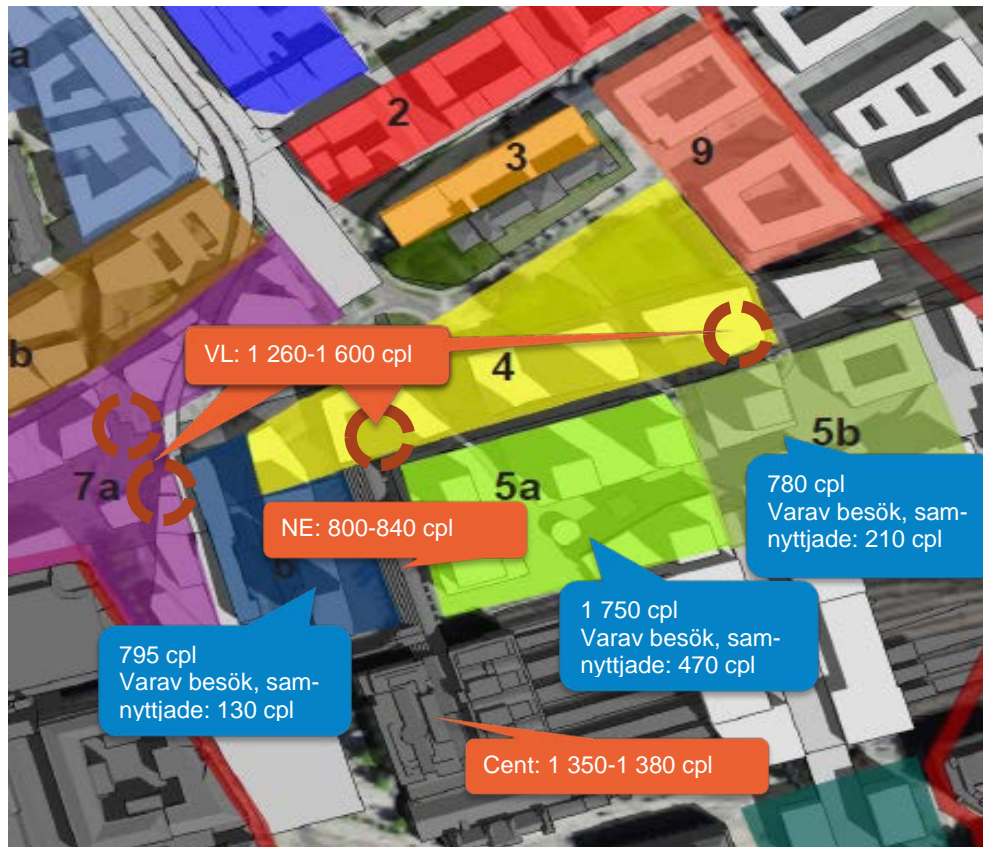 a
2
3
9
b
VL: 1 260-1 600 cpl
4
7a
5a
5b
780 cpl
Varav besök, sam-
nyttjade: 210 cpl
NE: 800-840 cpl
6
1 750 cpl
Varav besök, sam-
nyttjade: 470 cpl
795 cpl
Varav besök, sam-
nyttjade: 130 cpl
Cent: 1 350-1 380 cpl